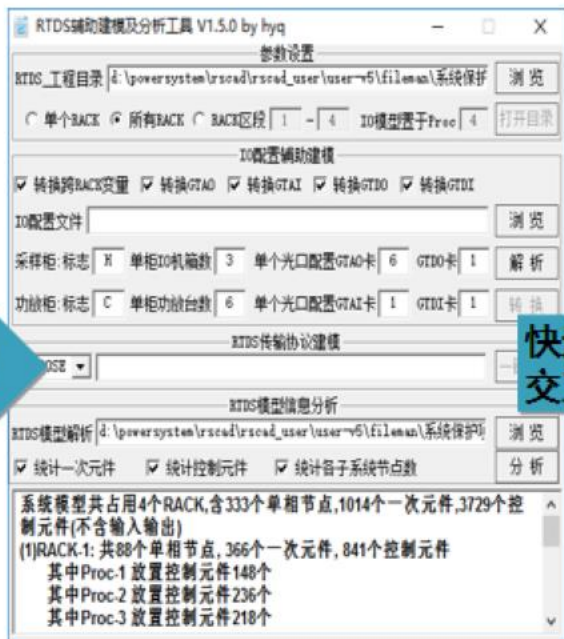 RTDS辅助建模及分析工具 V1.5.0 by hyq
参数设置
RTDS_工程目录 d:\powersystem\rscad\rscad_user\user-v5\fileman\系统保护 浏览
单个RACK 所有RACK RACK区段 1 - 4 IO模型置于Proc 4 打开目录
IO配置辅助建模
转换跨RACK变量 转换GTAO 转换GTAI 转换GTDO 转换GTDI
IO配置文件 浏览
采样柜:标志 M 单柜IO机箱数 3 单个光口配置GTAO卡 6 GTDO卡 1 解析
功放柜:标志 C 单柜功放台数 6 单个光口配置GTAI卡 1 GTDI卡 1 转换
RTDS传输协议建模
OSE
快
交
RTDS模型信息分析
RTDS模型解析 d:\powersystem\rscad\rscad_user\user-v5\fileman\系统保护 浏览
统计一次元件 统计控制元件 统计各子系统节点数 分析
系统模型共占用4个RACK,含333个单相节点,1014个一次元件,3729个控
制元件(不含输入输出)
(1)RACK-1: 共88个单相节点, 366个一次元件, 841个控制元件
其中Proc-1 放置控制元件148个
其中Proc-2 放置控制元件236个
其中Proc-3 放置控制元件218个